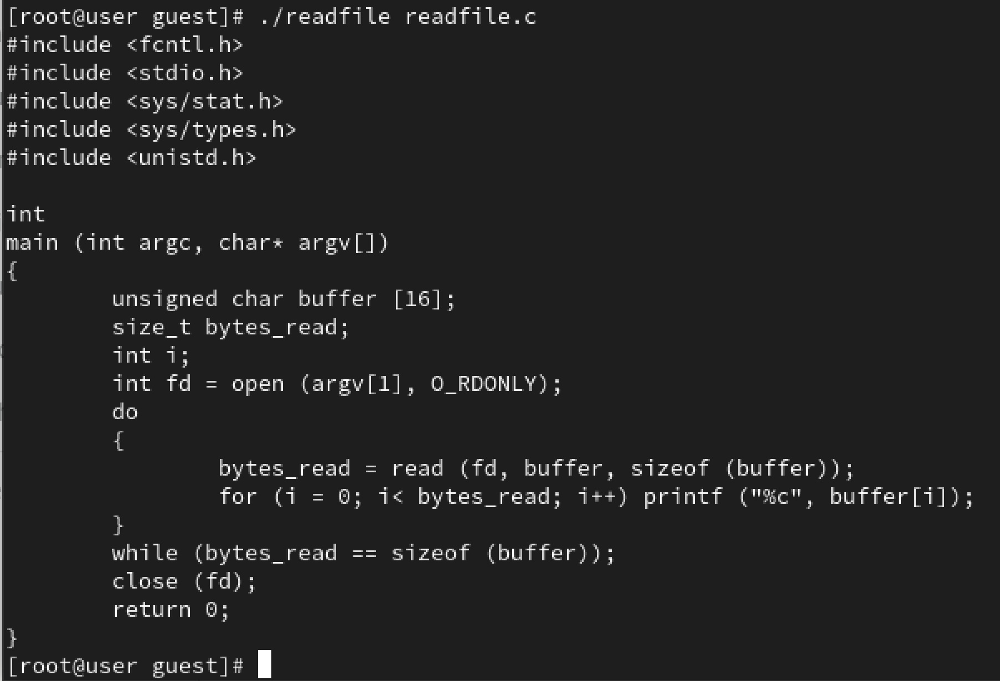 [root@user guest]# ./readfile readfile.c
#include <fcntl.h>
#include <stdio.h>
#include <sys/stat.h>
#include <sys/types.h>
#include <unistd.h>

int
main (int argc, char* argv[])
{
        unsigned char buffer [16];
        size_t bytes_read;
        int i;
        int fd = open (argv[1], O_RDONLY);
        do
        {
                bytes_read = read (fd, buffer, sizeof (buffer));
                for (i = 0; i< bytes_read; i++) printf ("%c", buffer[i]);
        }
        while (bytes_read == sizeof (buffer));
        close (fd);
        return 0;
}
[root@user guest]#